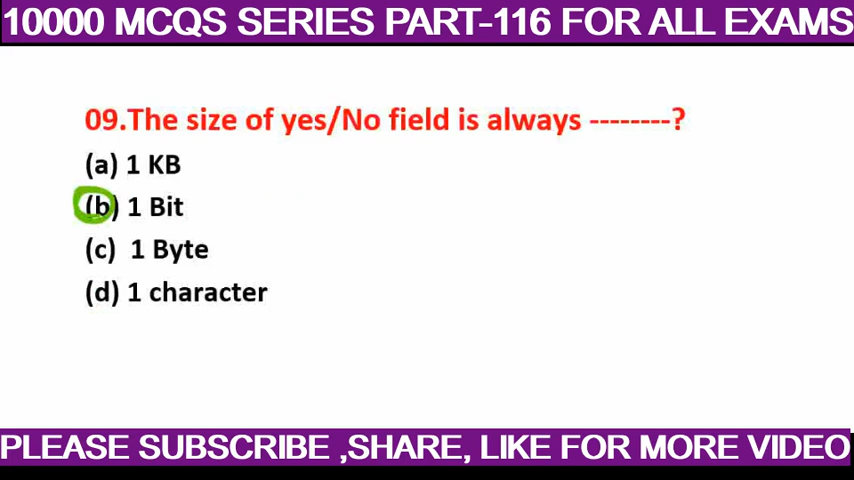 10000 MCQS SERIES PART-116 FOR ALL EXAMS
09.The size of yes/No field is always --------?
(a) 1 KB
(b) 1 Bit
(c) 1 Byte
(d) 1 character
PLEASE SUBSCRIBE ,SHARE, LIKE FOR MORE VIDEO